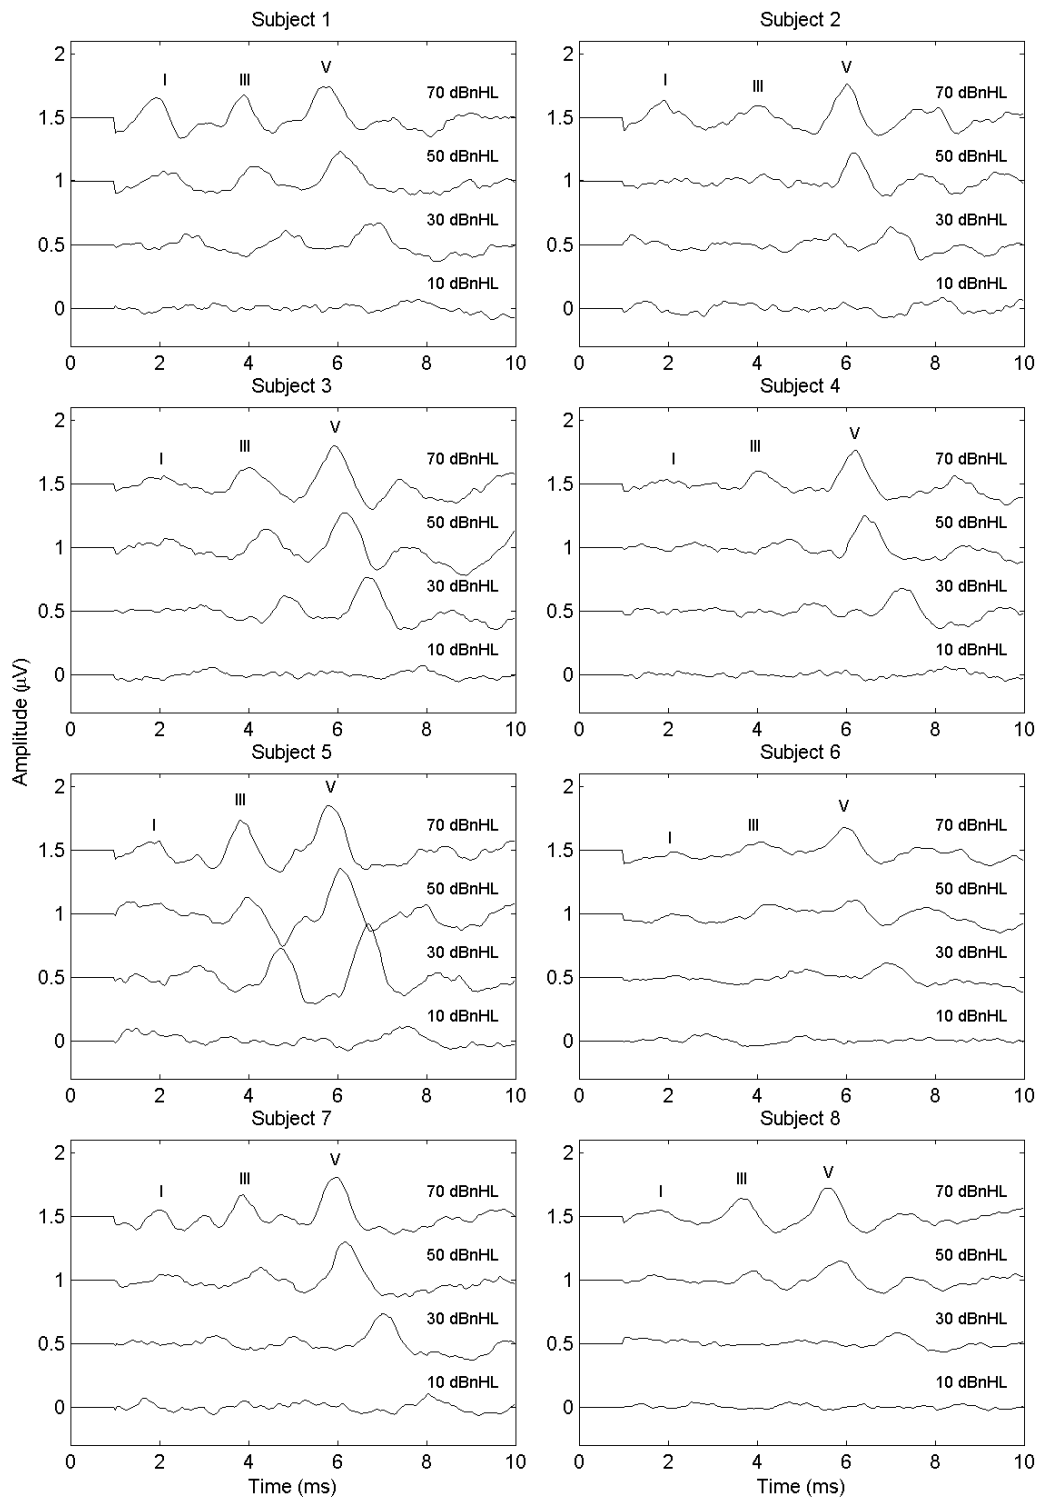 Subject 1
2
I III V
70 dBnHL
1.5
50 dBnHL
1
30 dBnHL
0.5
10 dBnHL
0
0 2 4 6 8 10
Subject 2
2
I III V
70 dBnHL
1.5
50 dBnHL
1
30 dBnHL
0.5
10 dBnHL
0
0 2 4 6 8 10
Subject 3
2
I III V
70 dBnHL
1.5
50 dBnHL
1
30 dBnHL
0.5
10 dBnHL
0
0 2 4 6 8 10
Subject 4
2
I III V
70 dBnHL
1.5
50 dBnHL
1
30 dBnHL
0.5
10 dBnHL
0
0 2 4 6 8 10
Amplitude (μV)
Subject 5
2
I III V
70 dBnHL
1.5
50 dBnHL
1
30 dBnHL
0.5
10 dBnHL
0
0 2 4 6 8 10
Subject 6
2
I III V
70 dBnHL
1.5
50 dBnHL
1
30 dBnHL
0.5
10 dBnHL
0
0 2 4 6 8 10
Subject 7
2
I III V
70 dBnHL
1.5
50 dBnHL
1
30 dBnHL
0.5
10 dBnHL
0
0 2 4 6 8 10
Time (ms)
Subject 8
2
I III V
70 dBnHL
1.5
50 dBnHL
1
30 dBnHL
0.5
10 dBnHL
0
0 2 4 6 8 10
Time (ms)